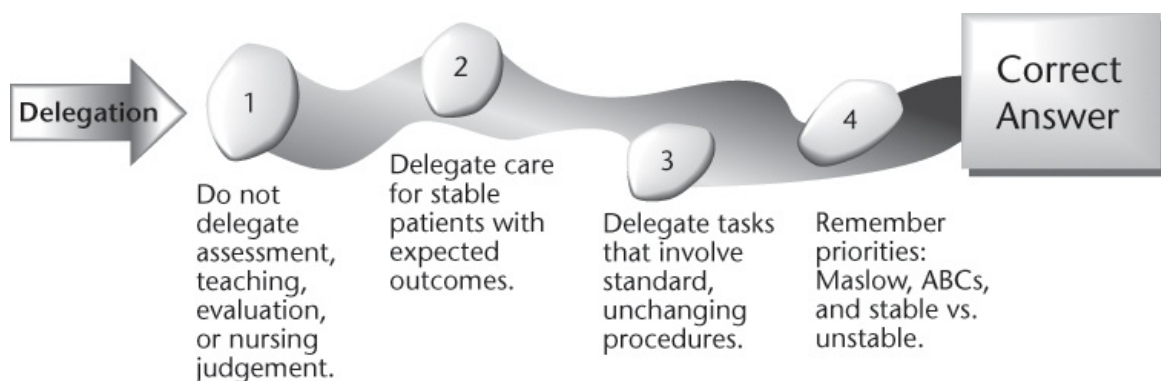 Delegation
1
Do not
delegate
assessment,
teaching,
evaluation,
or nursing
judgement.
2
Delegate care
for stable
patients with
expected
outcomes.
3
Delegate tasks
that involve
standard,
unchanging
procedures.
4
Remember
priorities:
Maslow, ABCs,
and stable vs.
unstable.
Correct
Answer